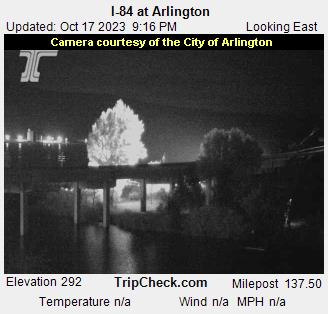 I-84 at Arlington
Updated: Oct 17 2023 9:16 PM Looking East
Camera courtesy of the City of Arlington
Elevation 292 TripCheck.com Milepost 137.50
Temperature n/a Wind n/a MPH n/a